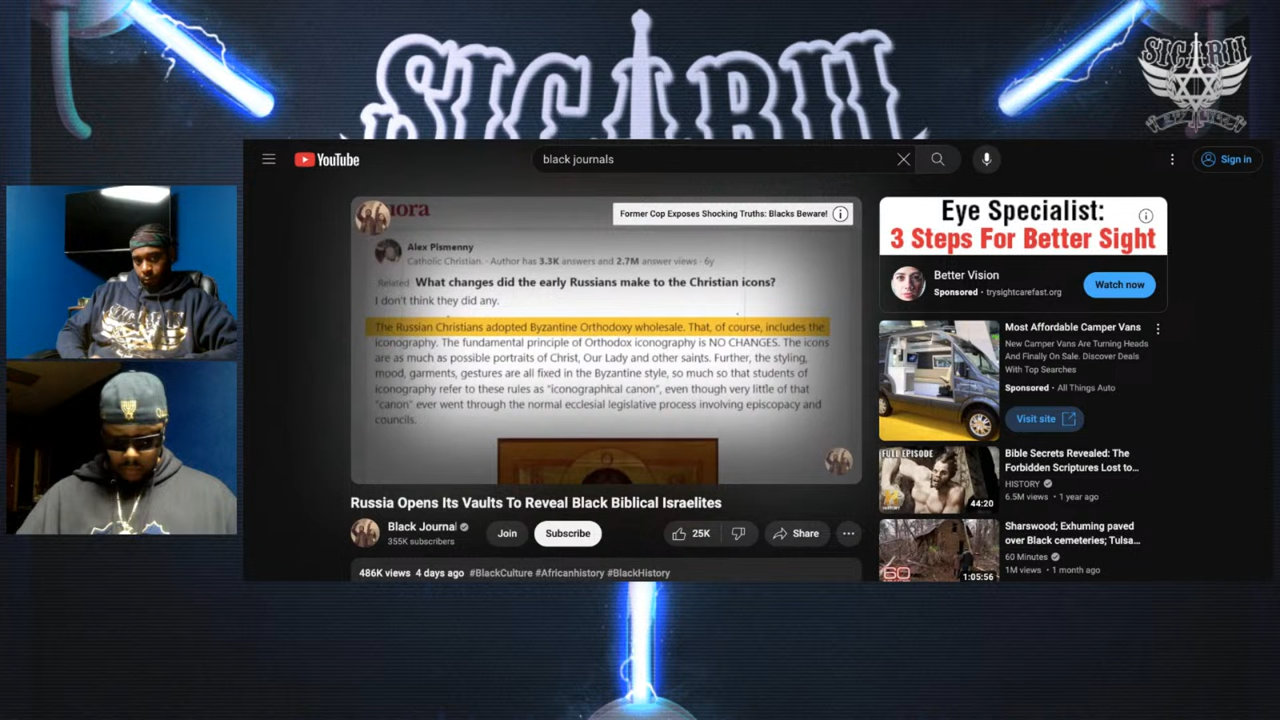 SICARII
SICARII
YouTube
black journals
Sign in
uora
Former Cop Exposes Shocking Truths: Blacks Beware!
Alex Pismenny
Catholic Christian. · Author has 3.3K answers and 2.7M answer views · 6y
Related What changes did the early Russians make to the Christian icons?
I don't think they did any.
The Russian Christians adopted Byzantine Orthodoxy wholesale. That, of course, includes the
iconography. The fundamental principle of Orthodox iconography is NO CHANGES. The icons
are as much as possible portraits of Christ, Our Lady and other saints. Further, the styling,
mood, garments, gestures are all fixed in the Byzantine style, so much so that students of
iconography refer to these rules as "iconographical canon", even though very little of that
"canon" ever went through the normal ecclesial legislative process involving episcopacy and
councils.
Russia Opens Its Vaults To Reveal Black Biblical Israelites
Black Journal
355K subscribers
Join
Subscribe
25K
Share
486K views 4 days ago #BlackCulture #Africanhistory #BlackHistory
Eye Specialist:
3 Steps For Better Sight
Better Vision
Sponsored · trysightcarefast.org
Watch now
Most Affordable Camper Vans
New Camper Vans Are Turning Heads
And Finally On Sale. Discover Deals
With Top Searches
Sponsored · All Things Auto
Visit site
FULL EPISODE
44:20
Bible Secrets Revealed: The
Forbidden Scriptures Lost to...
HISTORY
6.5M views · 1 year ago
60
1:05:56
Sharswood; Exhuming paved
over Black cemeteries; Tulsa...
60 Minutes
1M views · 1 month ago